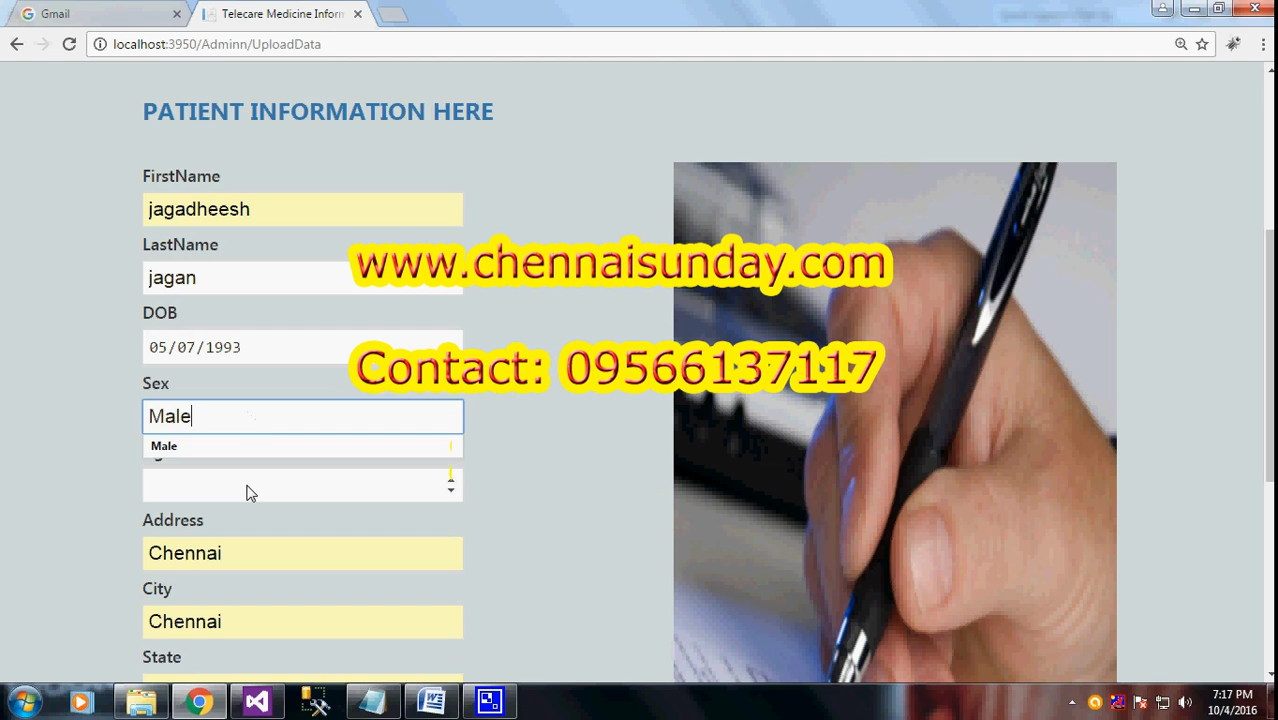 Gmail
Telecare Medicine Inform
localhost:3950/Adminn/UploadData
PATIENT INFORMATION HERE
FirstName
jagadheesh
LastName
jagan
www.chennaisunday.com
DOB
05/07/1993
Contact: 09566137117
Sex
Male
Male
Address
Chennai
City
Chennai
State
7:17 PM
10/4/2016